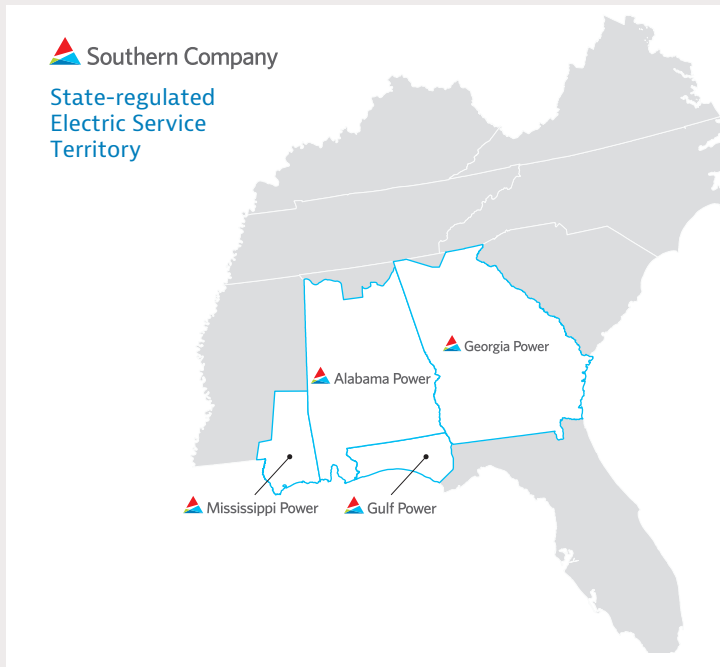 Southern Company
State-regulated
Electric Service
Territory
Georgia Power
Alabama Power
Mississippi Power
Gulf Power